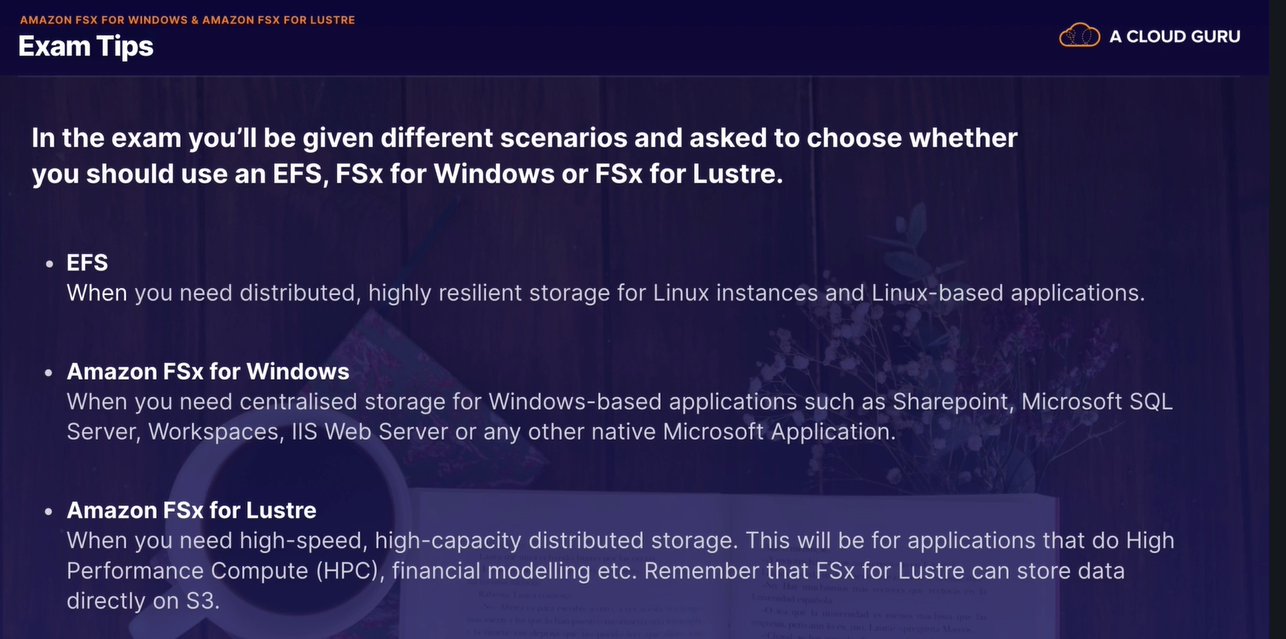 AMAZON FSX FOR WINDOWS & AMAZON FSX FOR LUSTRE
Exam Tips
A CLOUD GURU
In the exam you’ll be given different scenarios and asked to choose whether
you should use an EFS, FSx for Windows or FSx for Lustre.
• EFS
When you need distributed, highly resilient storage for Linux instances and Linux-based applications.
• Amazon FSx for Windows
When you need centralised storage for Windows-based applications such as Sharepoint, Microsoft SQL
Server, Workspaces, IIS Web Server or any other native Microsoft Application.
• Amazon FSx for Lustre
When you need high-speed, high-capacity distributed storage. This will be for applications that do High
Performance Compute (HPC), financial modelling etc. Remember that FSx for Lustre can store data
directly on S3.